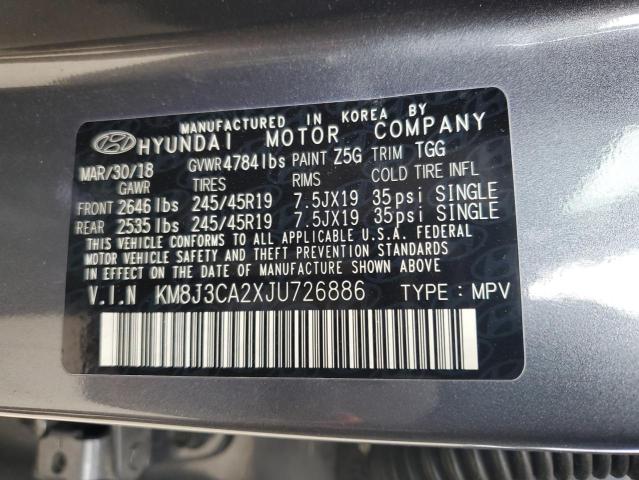 MANUFACTURED IN KOREA BY
HYUNDAI MOTOR COMPANY
MAR/30/18 GVWR 4784lbs PAINT Z5G TRIM TGG
GAWR TIRES RIMS COLD TIRE INFL
FRONT 2646 lbs 245/45R19 7.5JX19 35psi SINGLE
REAR 2535 lbs 245/45R19 7.5JX19 35psi SINGLE
THIS VEHICLE CONFORMS TO ALL APPLICABLE U.S.A. FEDERAL
MOTOR VEHICLE SAFETY AND THEFT PREVENTION STANDARDS
IN EFFECT ON THE DATE OF MANUFACTURE SHOWN ABOVE.
V.I.N KM8J3CA2XJU726886 TYPE : MPV